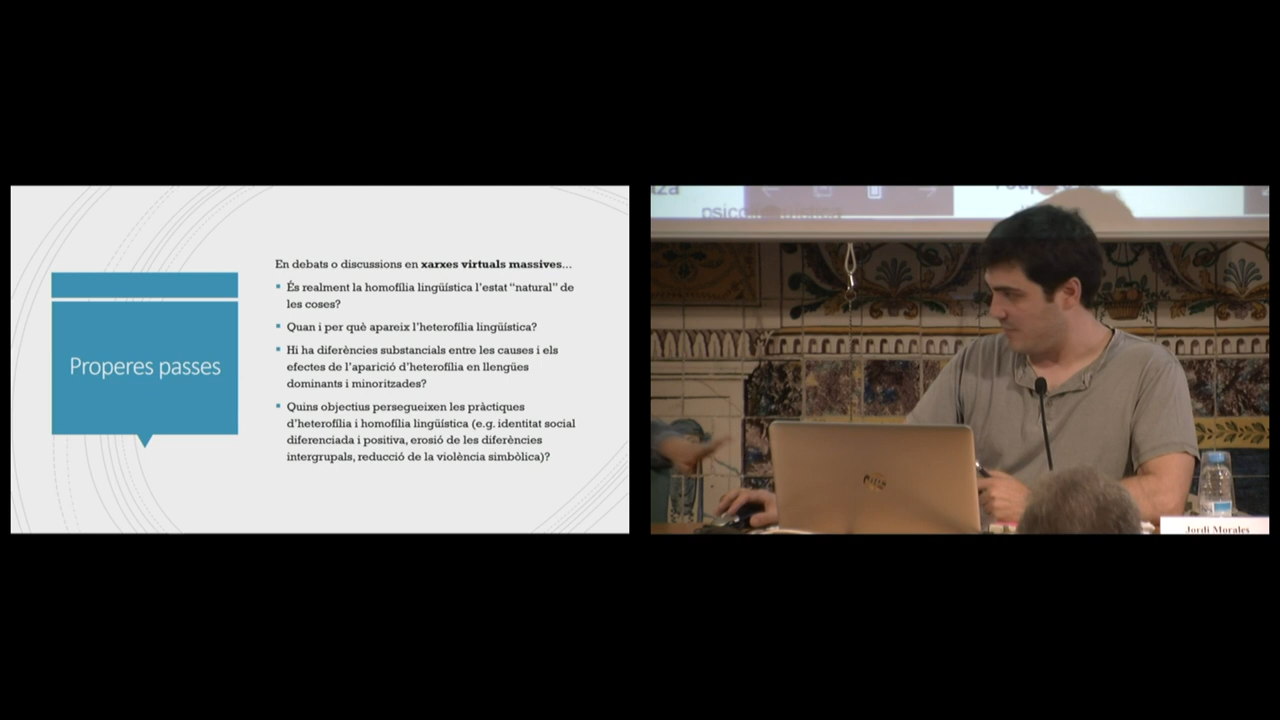 Properes passes
En debats o discussions en xarxes virtuals massives...
És realment la homofília lingüística l'estat “natural” de
les coses?
Quan i per què apareix l'heterofília lingüística?
Hi ha diferències substancials entre les causes i els
efectes de l'aparició d'heterofília en llengües
dominants i minoritzades?
Quins objectius persegueixen les pràctiques
d'heterofília i homofília lingüística (e.g. identitat social
diferenciada i positiva, erosió de les diferències
intergrupals, reducció de la violència simbòlica)?
Jordi Morales